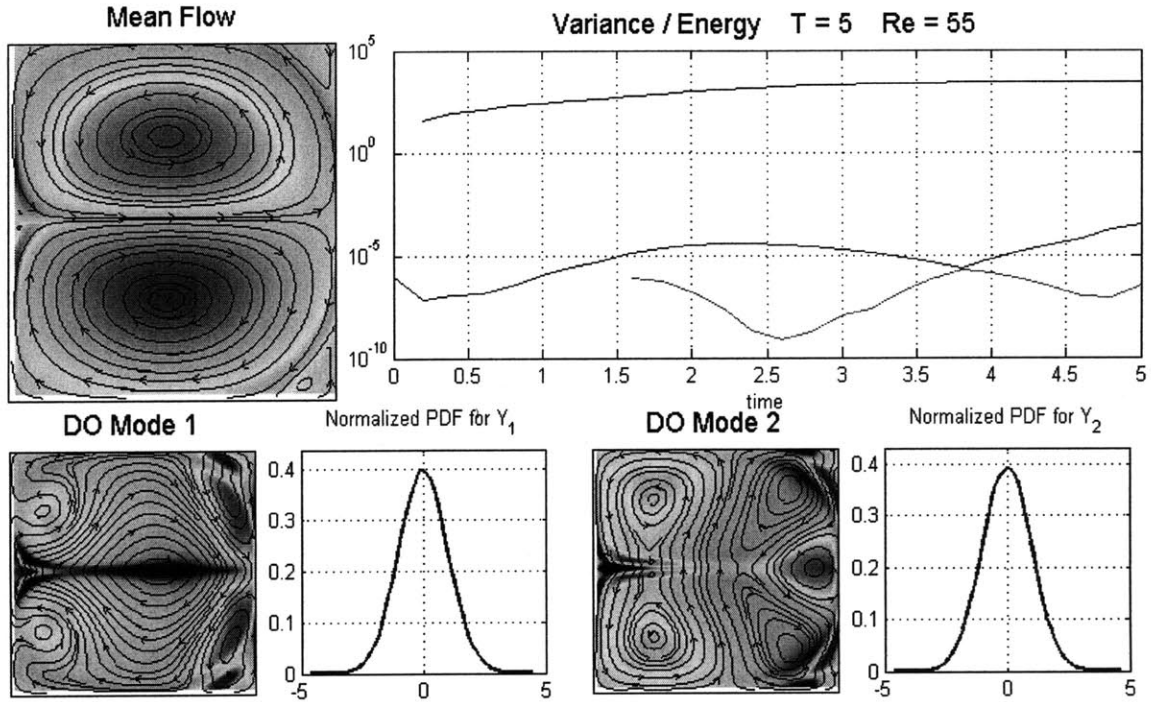 Mean Flow
Variance / Energy T = 5 Re = 55
10^5
10^0
10^-5
10^-10
0 0.5 1 1.5 2 2.5 3 3.5 4 4.5 5
time
DO Mode 1
Normalized PDF for Y_1
0.4
0.3
0.2
0.1
0
-5 0 5
DO Mode 2
Normalized PDF for Y_2
0.4
0.3
0.2
0.1
0
-5 0 5